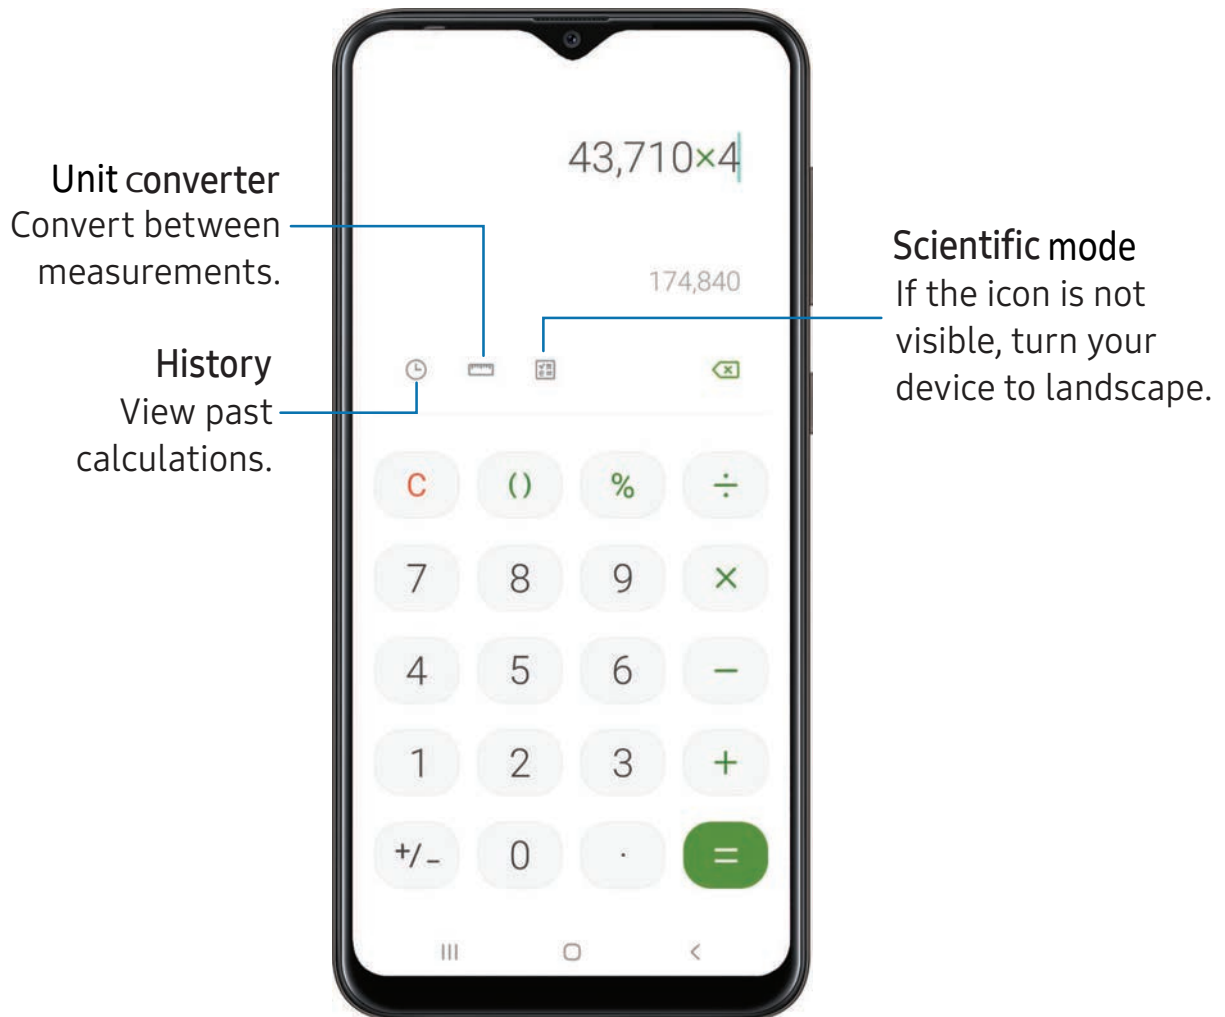 43,710×4
174,840
Unit converter
Convert between
measurements.
History
View past
calculations.
Scientific mode
If the icon is not
visible, turn your
device to landscape.
C () % ÷
7 8 9 ×
4 5 6 −
1 2 3 +
+/− 0 . =